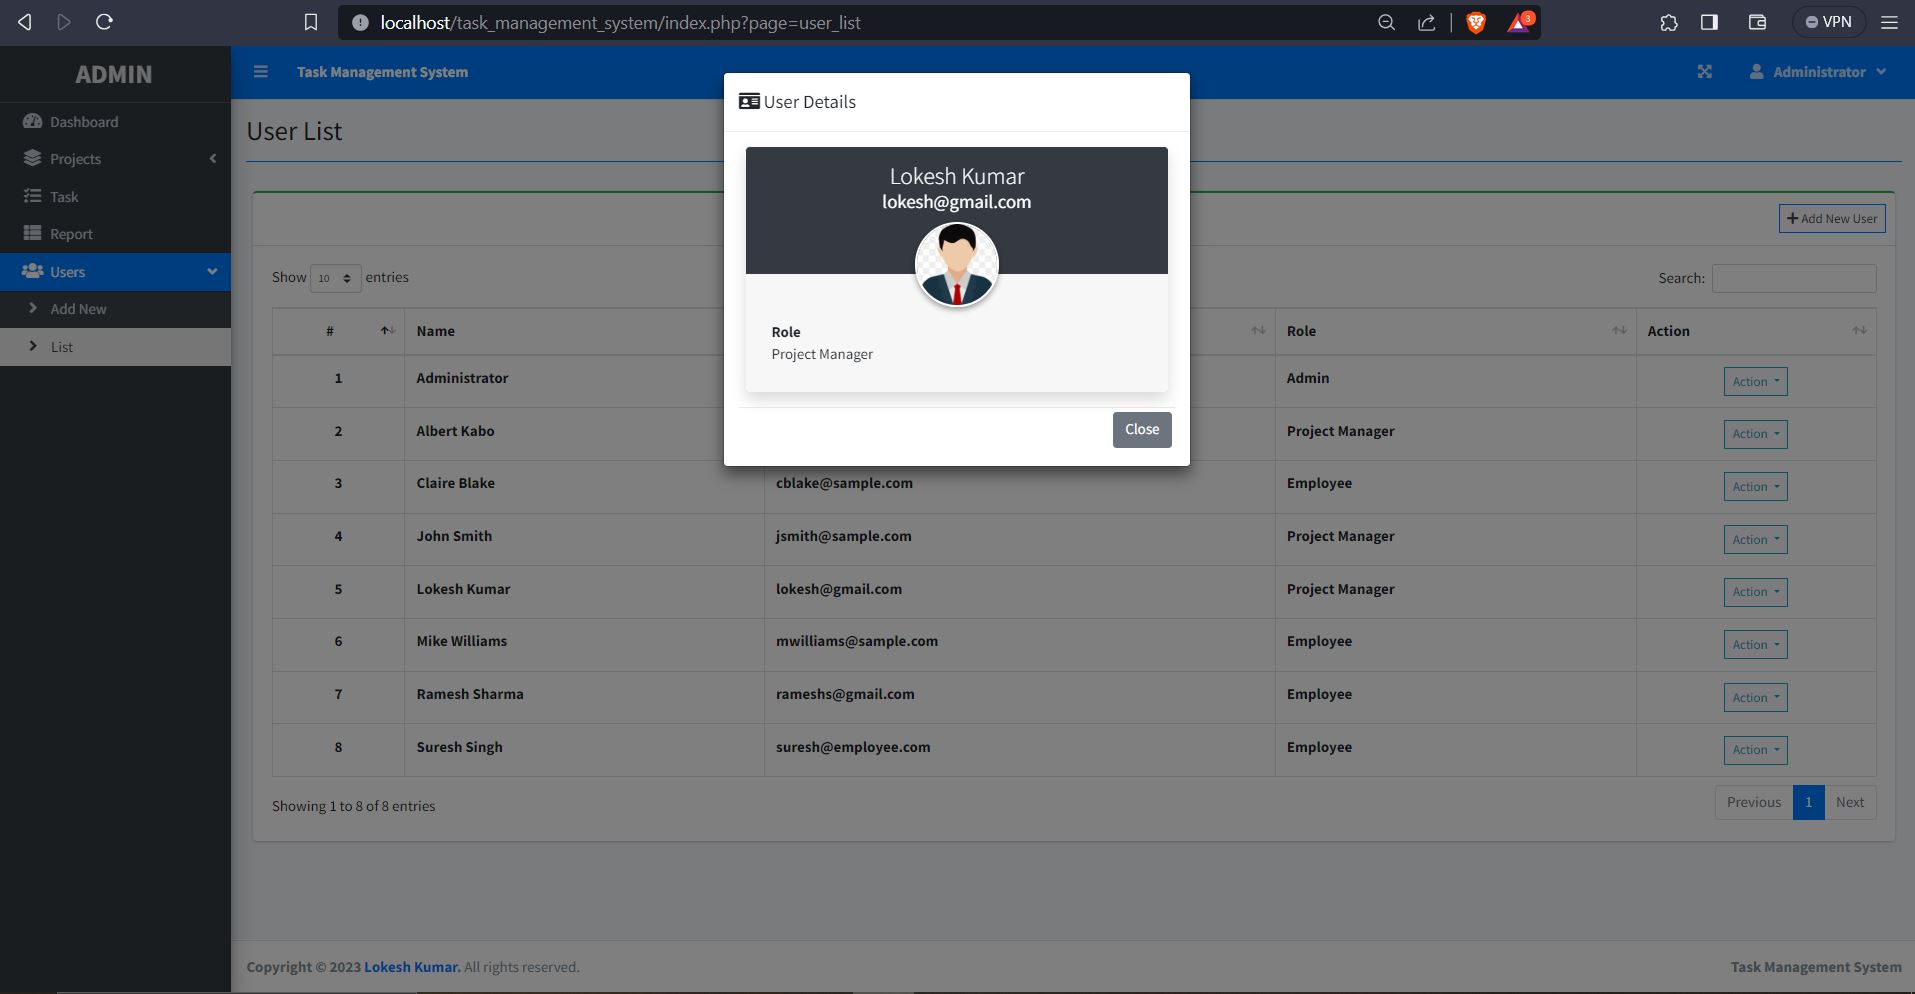 localhost/task_management_system/index.php?page=user_list
3
VPN
ADMIN
Task Management System
Administrator
Dashboard
Projects
Task
Report
Users
Add New
List
User List
Add New User
Show 10 entries
Search:
# Name Role Action
1 Administrator Admin Action
2 Albert Kabo Project Manager Action
3 Claire Blake cblake@sample.com Employee Action
4 John Smith jsmith@sample.com Project Manager Action
5 Lokesh Kumar lokesh@gmail.com Project Manager Action
6 Mike Williams mwilliams@sample.com Employee Action
7 Ramesh Sharma rameshs@gmail.com Employee Action
8 Suresh Singh suresh@employee.com Employee Action
Showing 1 to 8 of 8 entries
Previous 1 Next
User Details
Lokesh Kumar
lokesh@gmail.com
Role
Project Manager
Close
Copyright © 2023 Lokesh Kumar. All rights reserved.
Task Management System